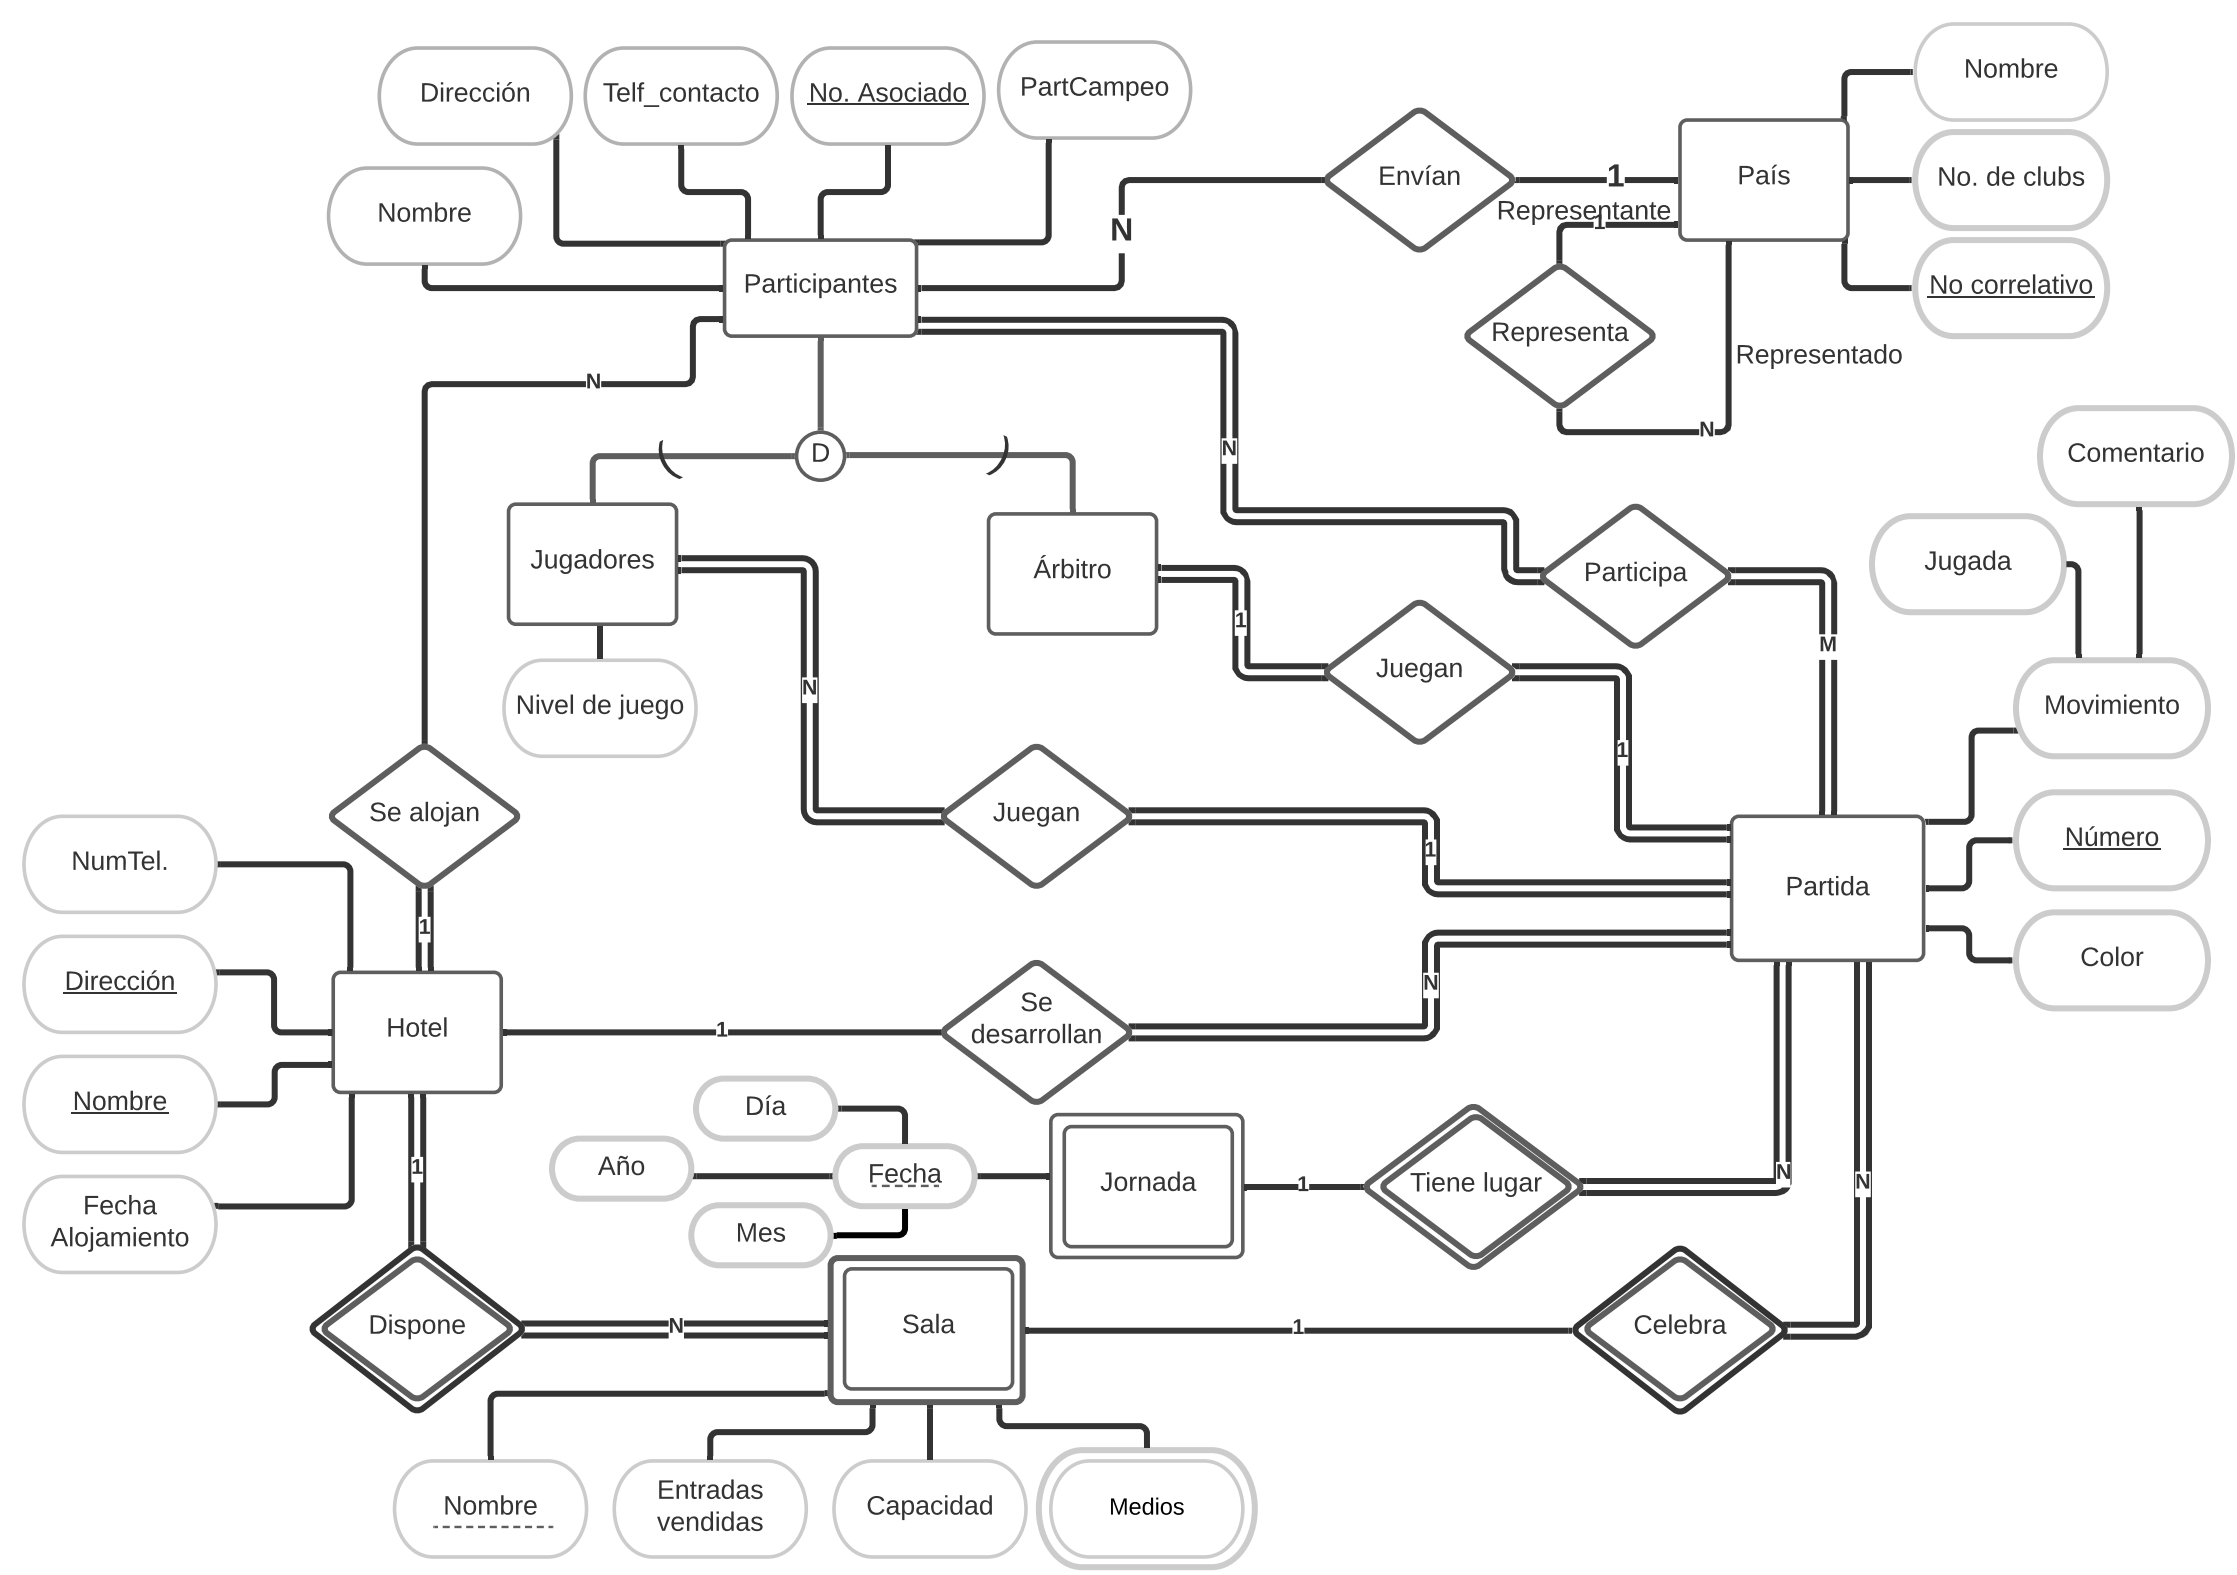 Nombre
Dirección
Telf_contacto
No. Asociado
PartCampeo
Nombre
Envían
1
País
No. de clubs
Representante
1
N
Participantes
No correlativo
Representa
Representado
N
N
N
D
Comentario
Jugadores
Árbitro
Participa
Jugada
1
Juegan
M
Nivel de juego
N
Movimiento
1
Se alojan
Juegan
NumTel.
1
Número
Partida
1
Dirección
N
Color
Hotel
1
Se
desarrollan
Nombre
Día
Año
Fecha
Jornada
1
Tiene lugar
N
N
1
Fecha
Alojamiento
Mes
Dispone
N
Sala
1
Celebra
Nombre
Entradas
vendidas
Capacidad
Medios